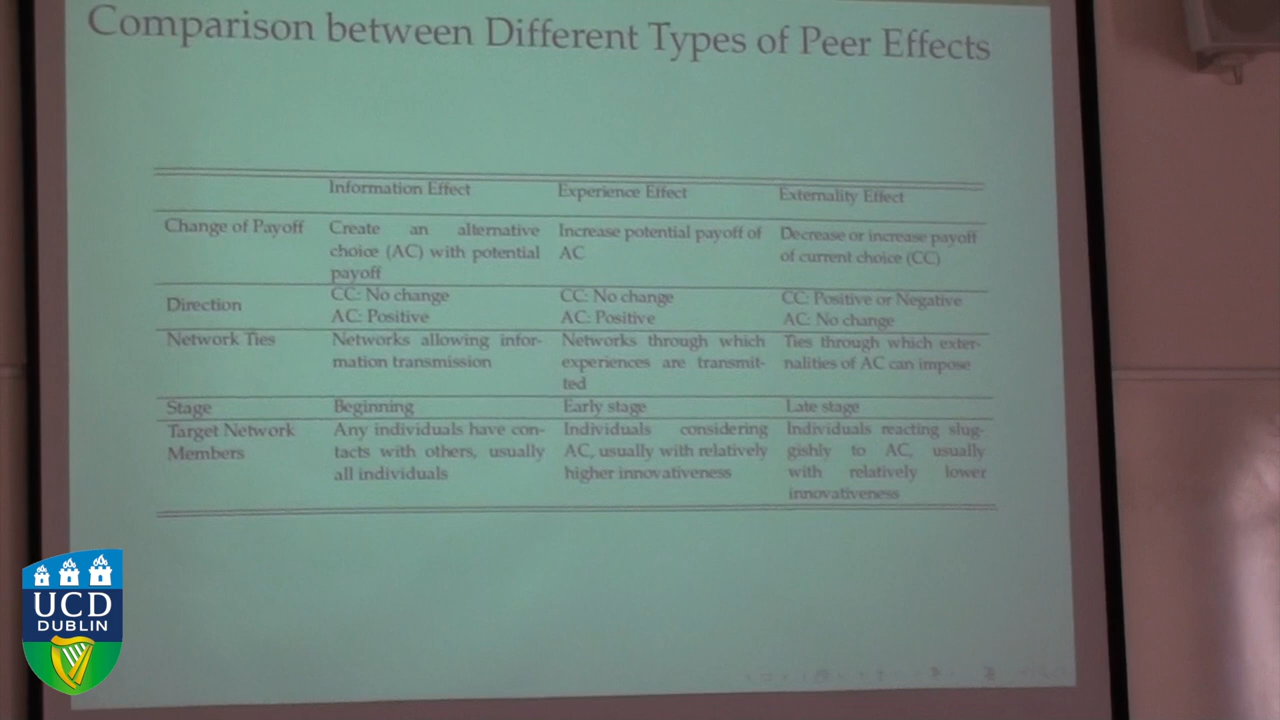 Comparison between Different Types of Peer Effects
Information Effect Experience Effect Externality Effect
Change of Payoff Create an alternative Increase potential payoff of Decrease or increase payoff
choice (AC) with potential AC of current choice (CC)
payoff
Direction CC: No change CC: No change CC: Positive or Negative
AC: Positive AC: Positive AC: No change
Network Ties Networks allowing infor- Networks through which Ties through which exter-
mation transmission experiences are transmit- nalities of AC can impose
ted
Stage Beginning Early stage Late stage
Target Network Any individuals have con- Individuals considering Individuals reacting slug-
Members tacts with others, usually AC, usually with relatively gishly to AC, usually
all individuals higher innovativeness with relatively lower
innovativeness
UCD
DUBLIN